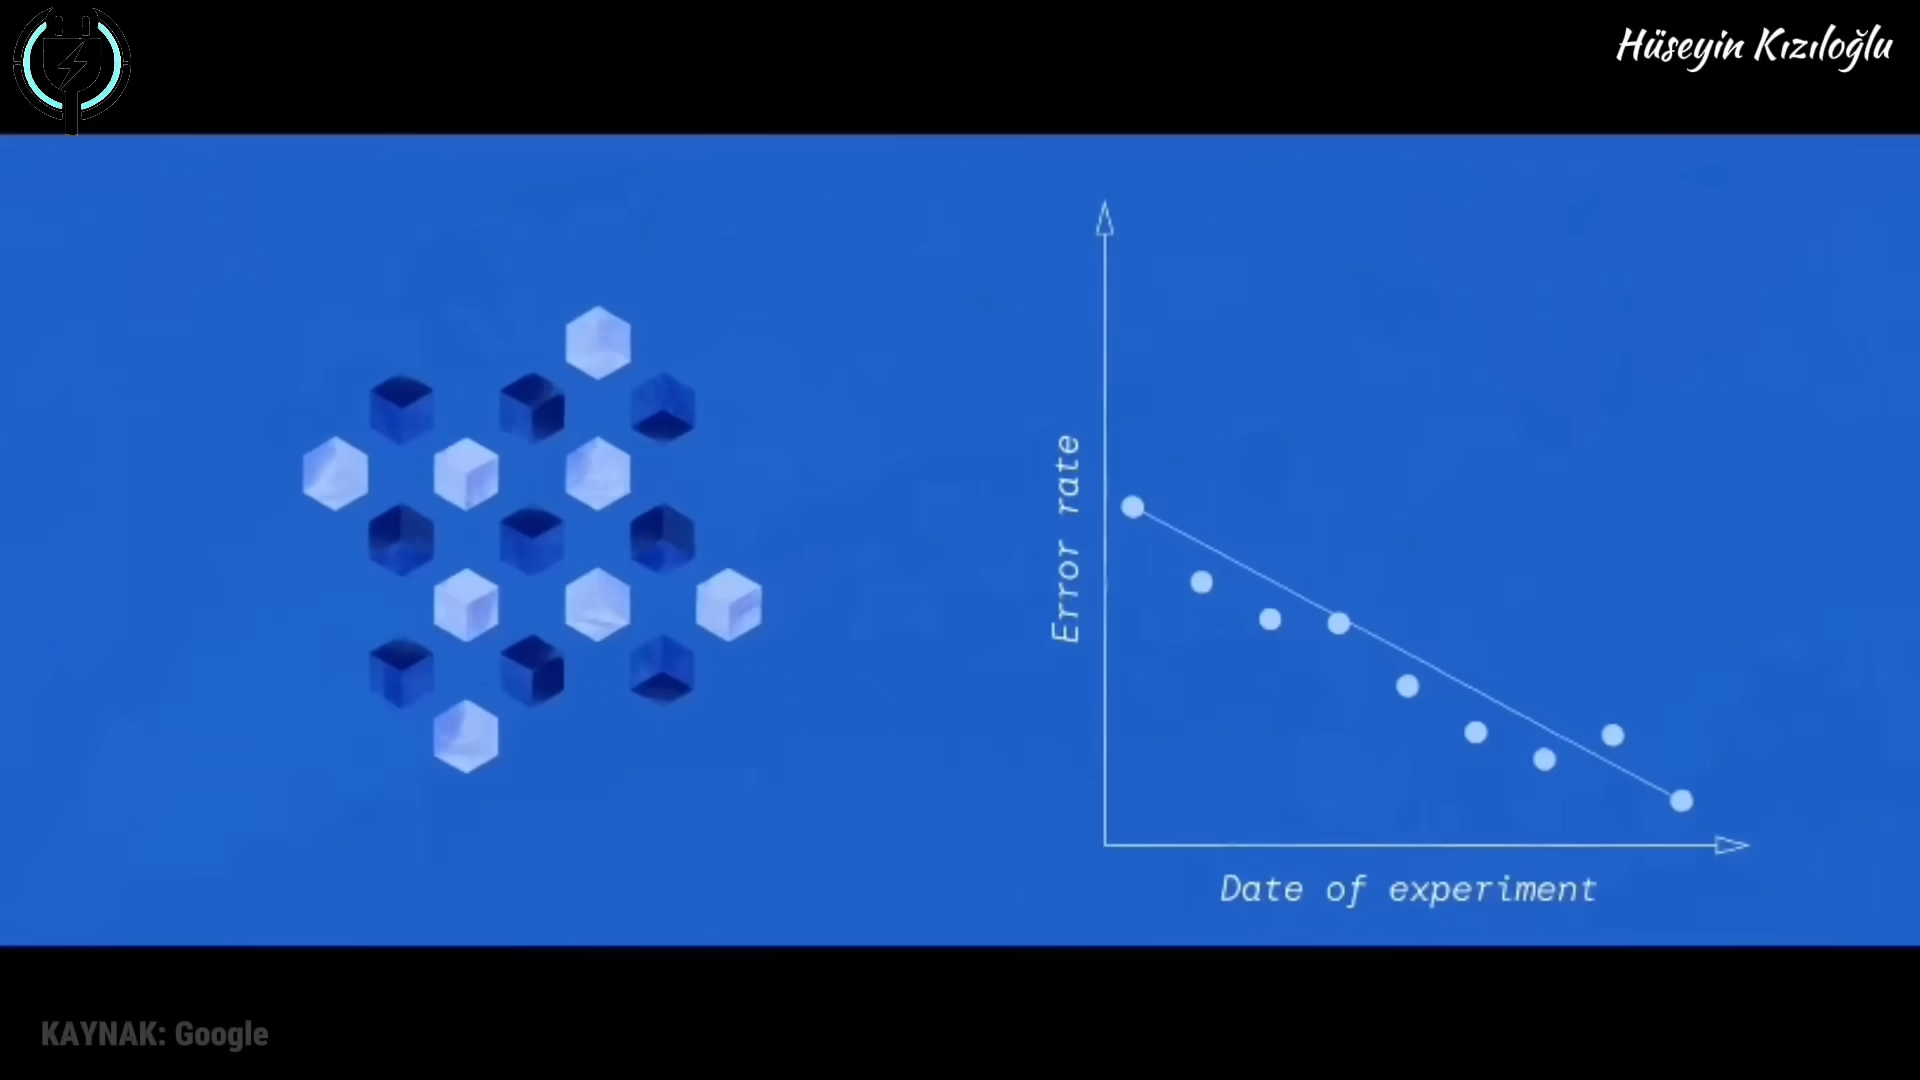 Hüseyin Kızıloğlu
Error rate
Date of experiment
KAYNAK: Google